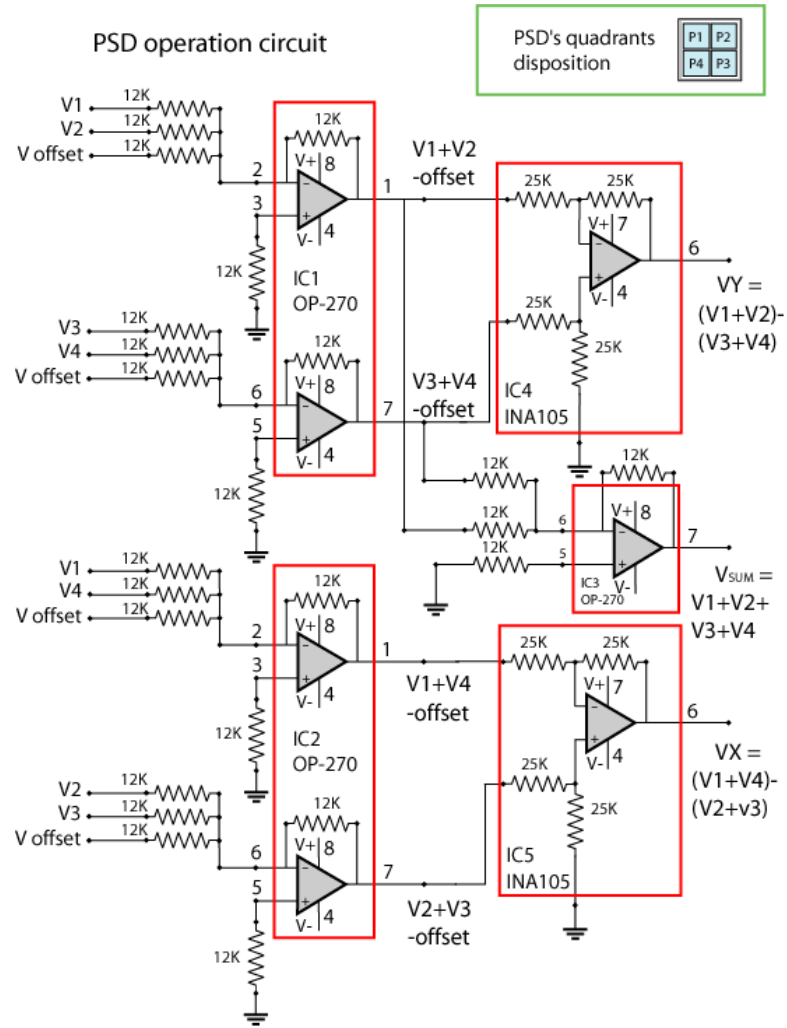 PSD operation circuit
PSD's quadrants
disposition
P1 P2
P4 P3
V1 12K
V2 12K
V offset 12K
2
3
12K
12K
V+ 8
V- 4
1
IC1
OP-270
V1+V2
-offset
V3 12K
V4 12K
V offset 12K
6
5
12K
12K
V+ 8
V- 4
7
V3+V4
-offset
25K 25K
V+ 7
V- 4
25K
25K
6
IC4
INA105
VY =
(V1+V2)-
(V3+V4)
12K
12K
12K
12K
6
5
V+ 8
V-
7
IC3
OP-270
VSUM =
V1+V2+
V3+V4
V1 12K
V4 12K
V offset 12K
2
3
12K
12K
V+ 8
V- 4
1
IC2
OP-270
V1+V4
-offset
V2 12K
V3 12K
V offset 12K
6
5
12K
12K
V+ 8
V- 4
7
V2+V3
-offset
25K 25K
V+ 7
V- 4
25K
25K
6
IC5
INA105
VX =
(V1+V4)-
(V2+v3)